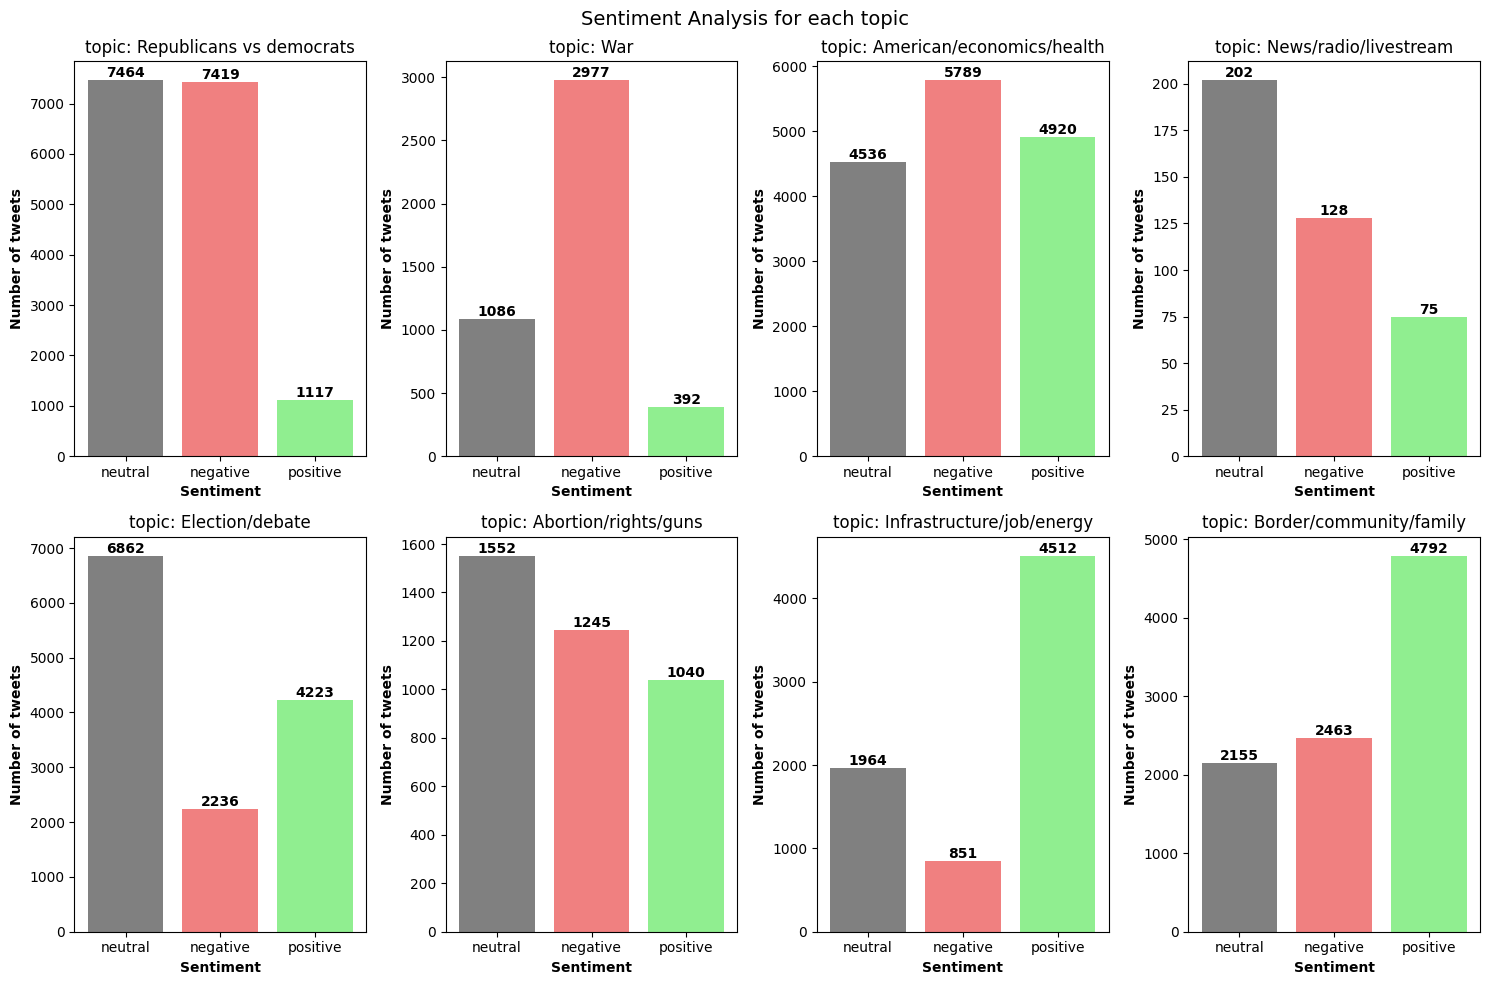 Sentiment Analysis for each topic
topic: Republicans vs democrats
Number of tweets
7000
6000
5000
4000
3000
2000
1000
0
7464
7419
1117
neutral negative positive
Sentiment
topic: War
Number of tweets
3000
2500
2000
1500
1000
500
0
1086
2977
392
neutral negative positive
Sentiment
topic: American/economics/health
Number of tweets
6000
5000
4000
3000
2000
1000
0
4536
5789
4920
neutral negative positive
Sentiment
topic: News/radio/livestream
Number of tweets
200
175
150
125
100
75
50
25
0
202
128
75
neutral negative positive
Sentiment
topic: Election/debate
Number of tweets
7000
6000
5000
4000
3000
2000
1000
0
6862
2236
4223
neutral negative positive
Sentiment
topic: Abortion/rights/guns
Number of tweets
1600
1400
1200
1000
800
600
400
200
0
1552
1245
1040
neutral negative positive
Sentiment
topic: Infrastructure/job/energy
Number of tweets
4000
3000
2000
1000
0
1964
851
4512
neutral negative positive
Sentiment
topic: Border/community/family
Number of tweets
5000
4000
3000
2000
1000
0
2155
2463
4792
neutral negative positive
Sentiment